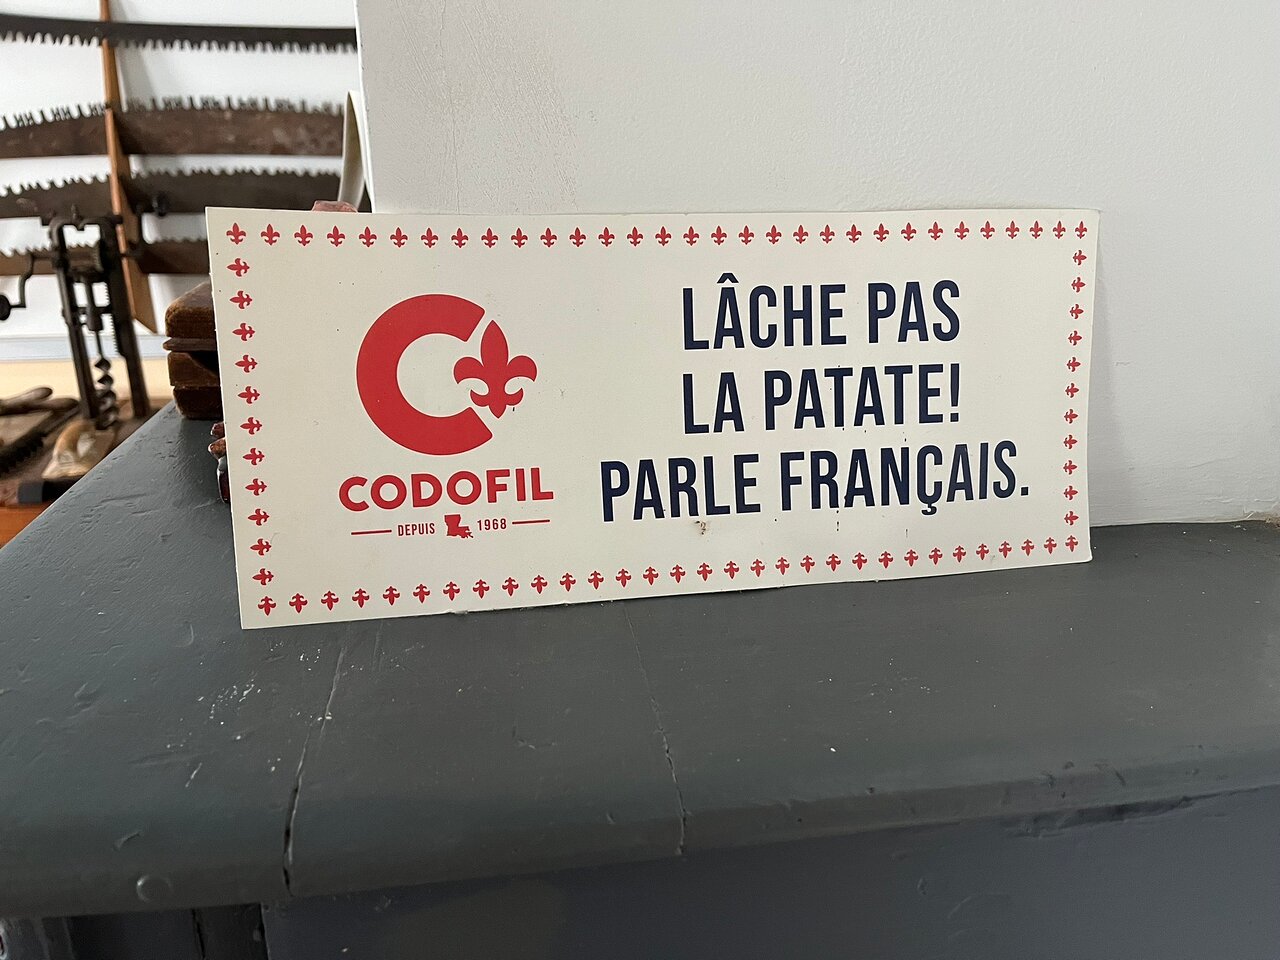 CODOFIL
DEPUIS 1968
LÂCHE PAS
LA PATATE!
PARLE FRANÇAIS.